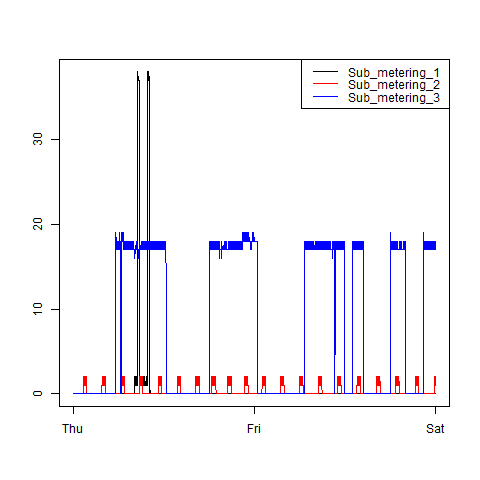 Sub_metering_1
Sub_metering_2
Sub_metering_3
30
20
10
0
Thu Fri Sat